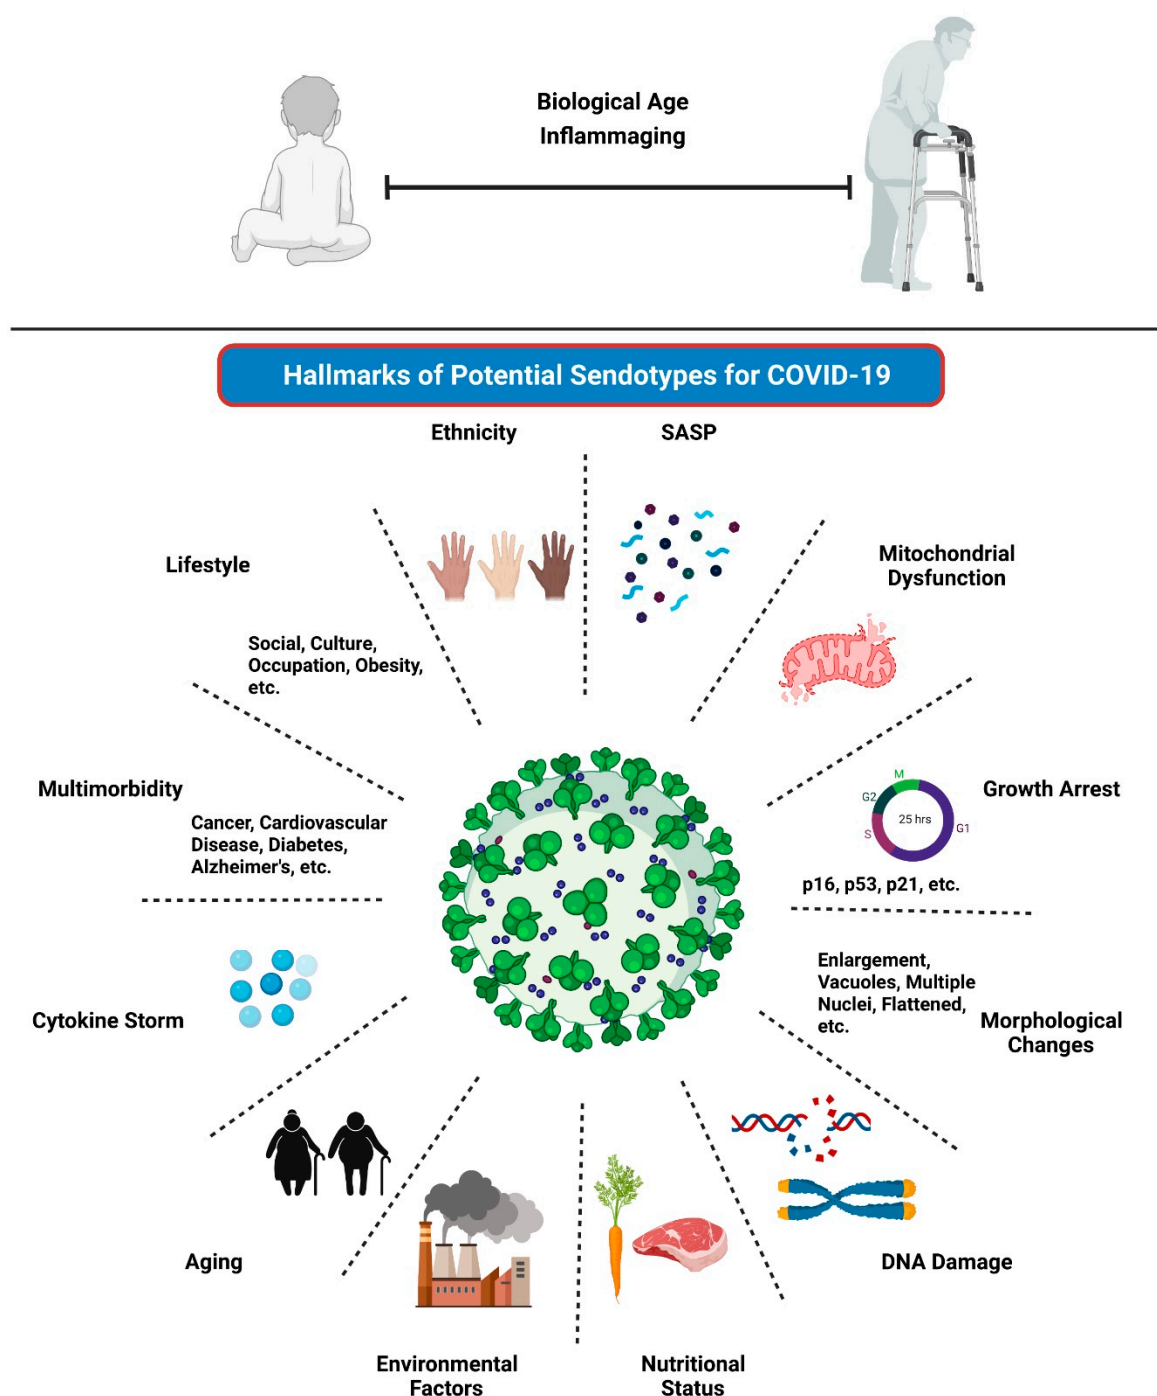 Biological Age
Inflammaging
Hallmarks of Potential Sendotypes for COVID-19
Ethnicity
SASP
Lifestyle
Social, Culture,
Occupation, Obesity,
etc.
Mitochondrial
Dysfunction
Multimorbidity
Cancer, Cardiovascular
Disease, Diabetes,
Alzheimer's, etc.
M
G2
S
25 hrs
G1
Growth Arrest
p16, p53, p21, etc.
Enlargement,
Vacuoles, Multiple
Nuclei, Flattened,
etc.
Morphological
Changes
Cytokine Storm
Aging
DNA Damage
Environmental
Factors
Nutritional
Status